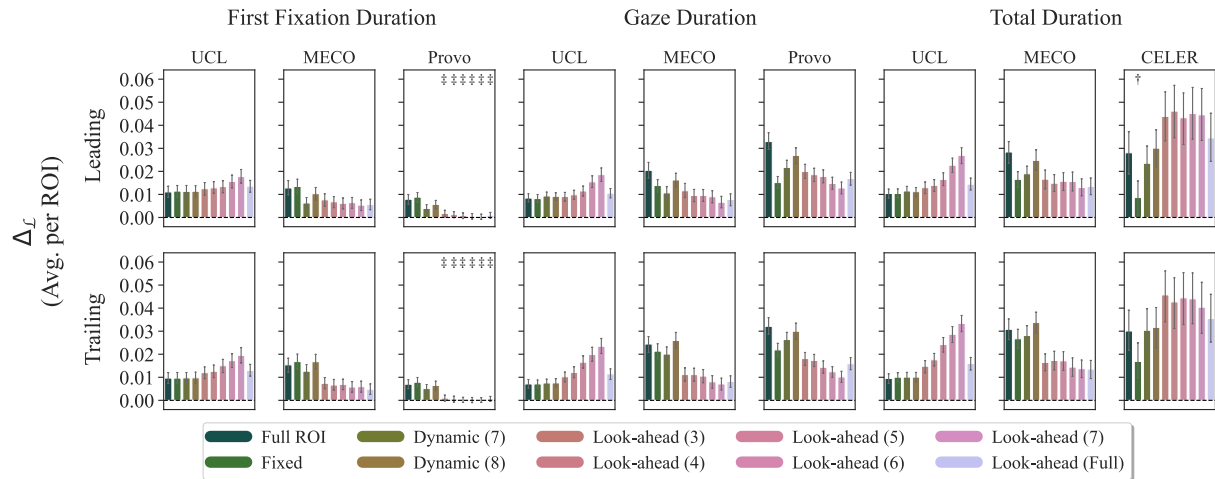 First Fixation Duration Gaze Duration Total Duration
UCL MECO Provo UCL MECO Provo UCL MECO CELER
Δ_ℒ
(Avg. per ROI)
Leading
0.06
0.05
0.04
0.03
0.02
0.01
0.00
‡‡‡‡‡‡
†
Trailing
0.06
0.05
0.04
0.03
0.02
0.01
0.00
‡‡‡‡‡‡
Full ROI Dynamic (7) Look-ahead (3) Look-ahead (5) Look-ahead (7)
Fixed Dynamic (8) Look-ahead (4) Look-ahead (6) Look-ahead (Full)